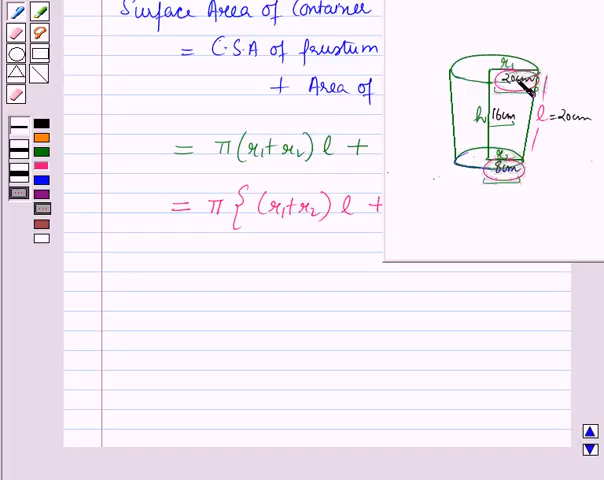 Surface Area of Container
= C.S.A of frustum
+ Area of
= π(r₁+r₂) l +
= π{(r₁+r₂) l +
r₁
20cm
h 16cm l = 20cm
r₂
8cm